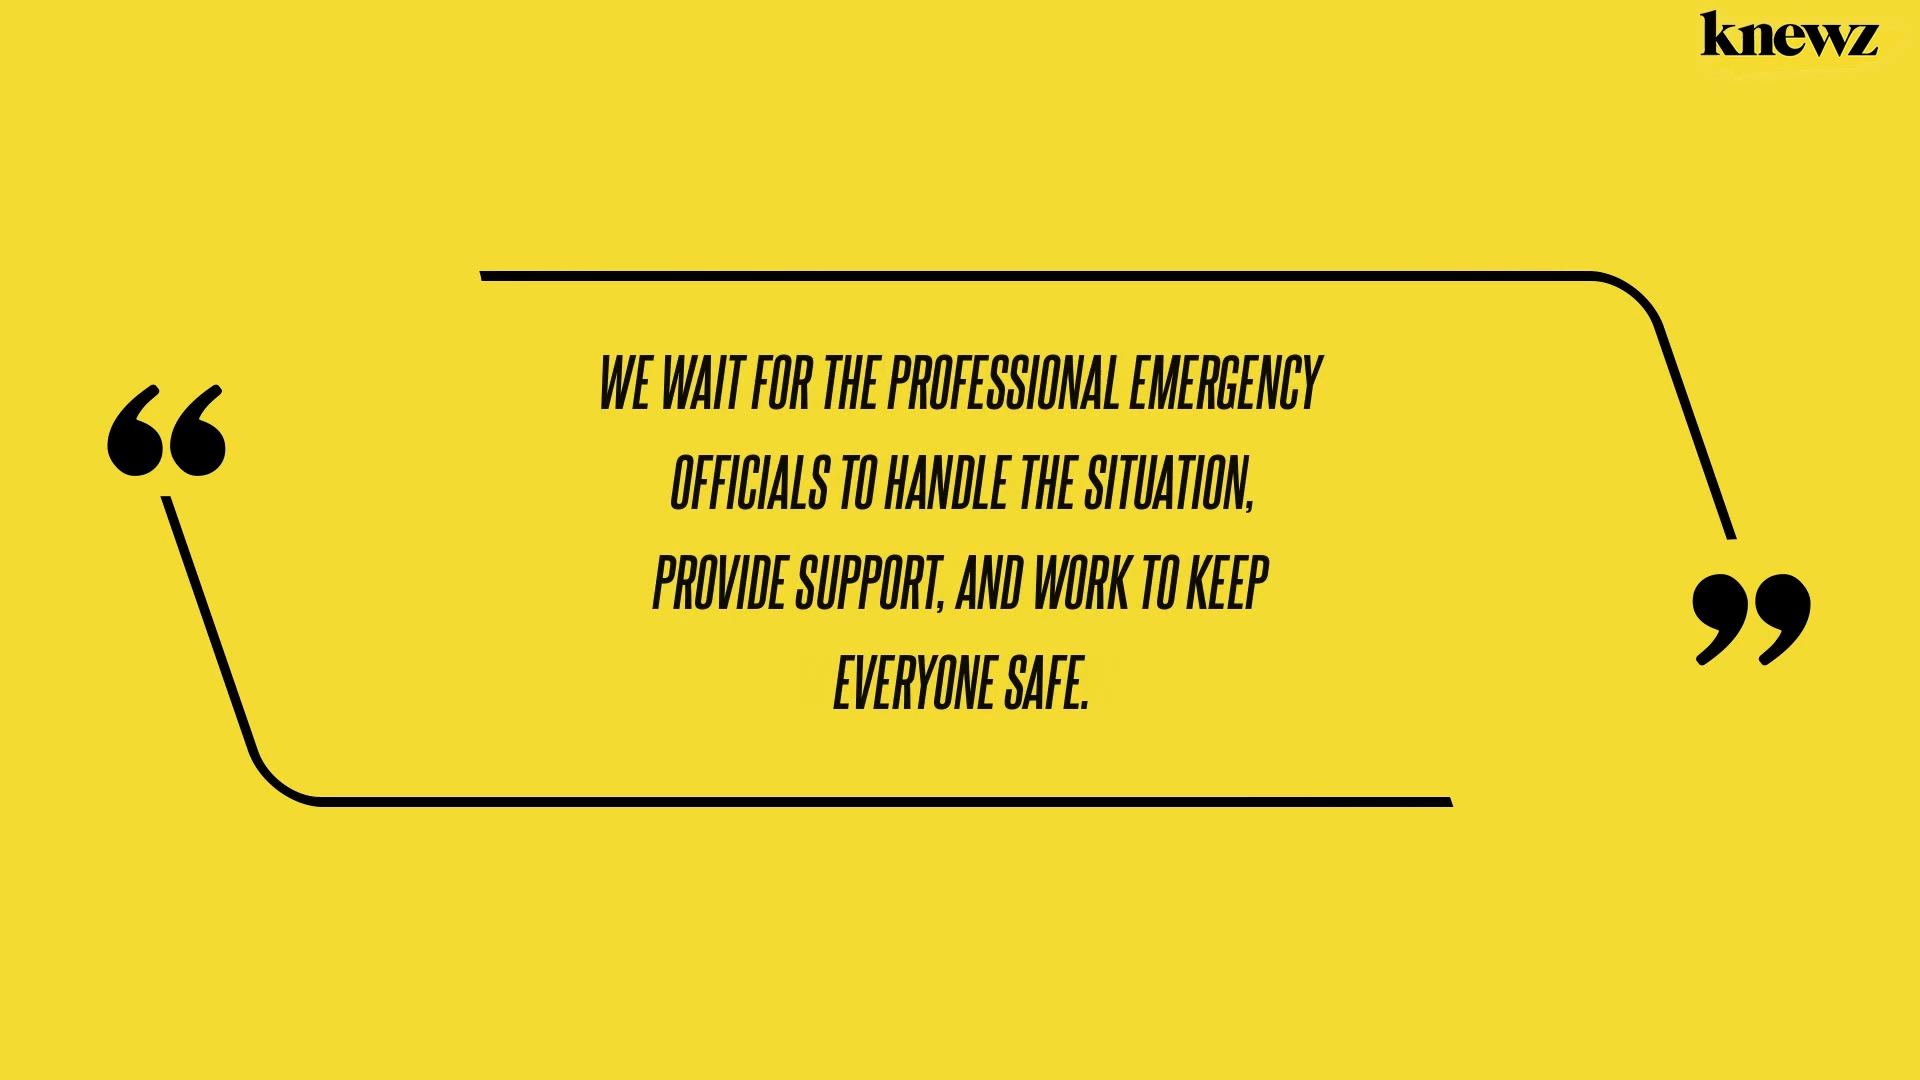 knewz
“
WE WAIT FOR THE PROFESSIONAL EMERGENCY
OFFICIALS TO HANDLE THE SITUATION,
PROVIDE SUPPORT, AND WORK TO KEEP
EVERYONE SAFE.
”